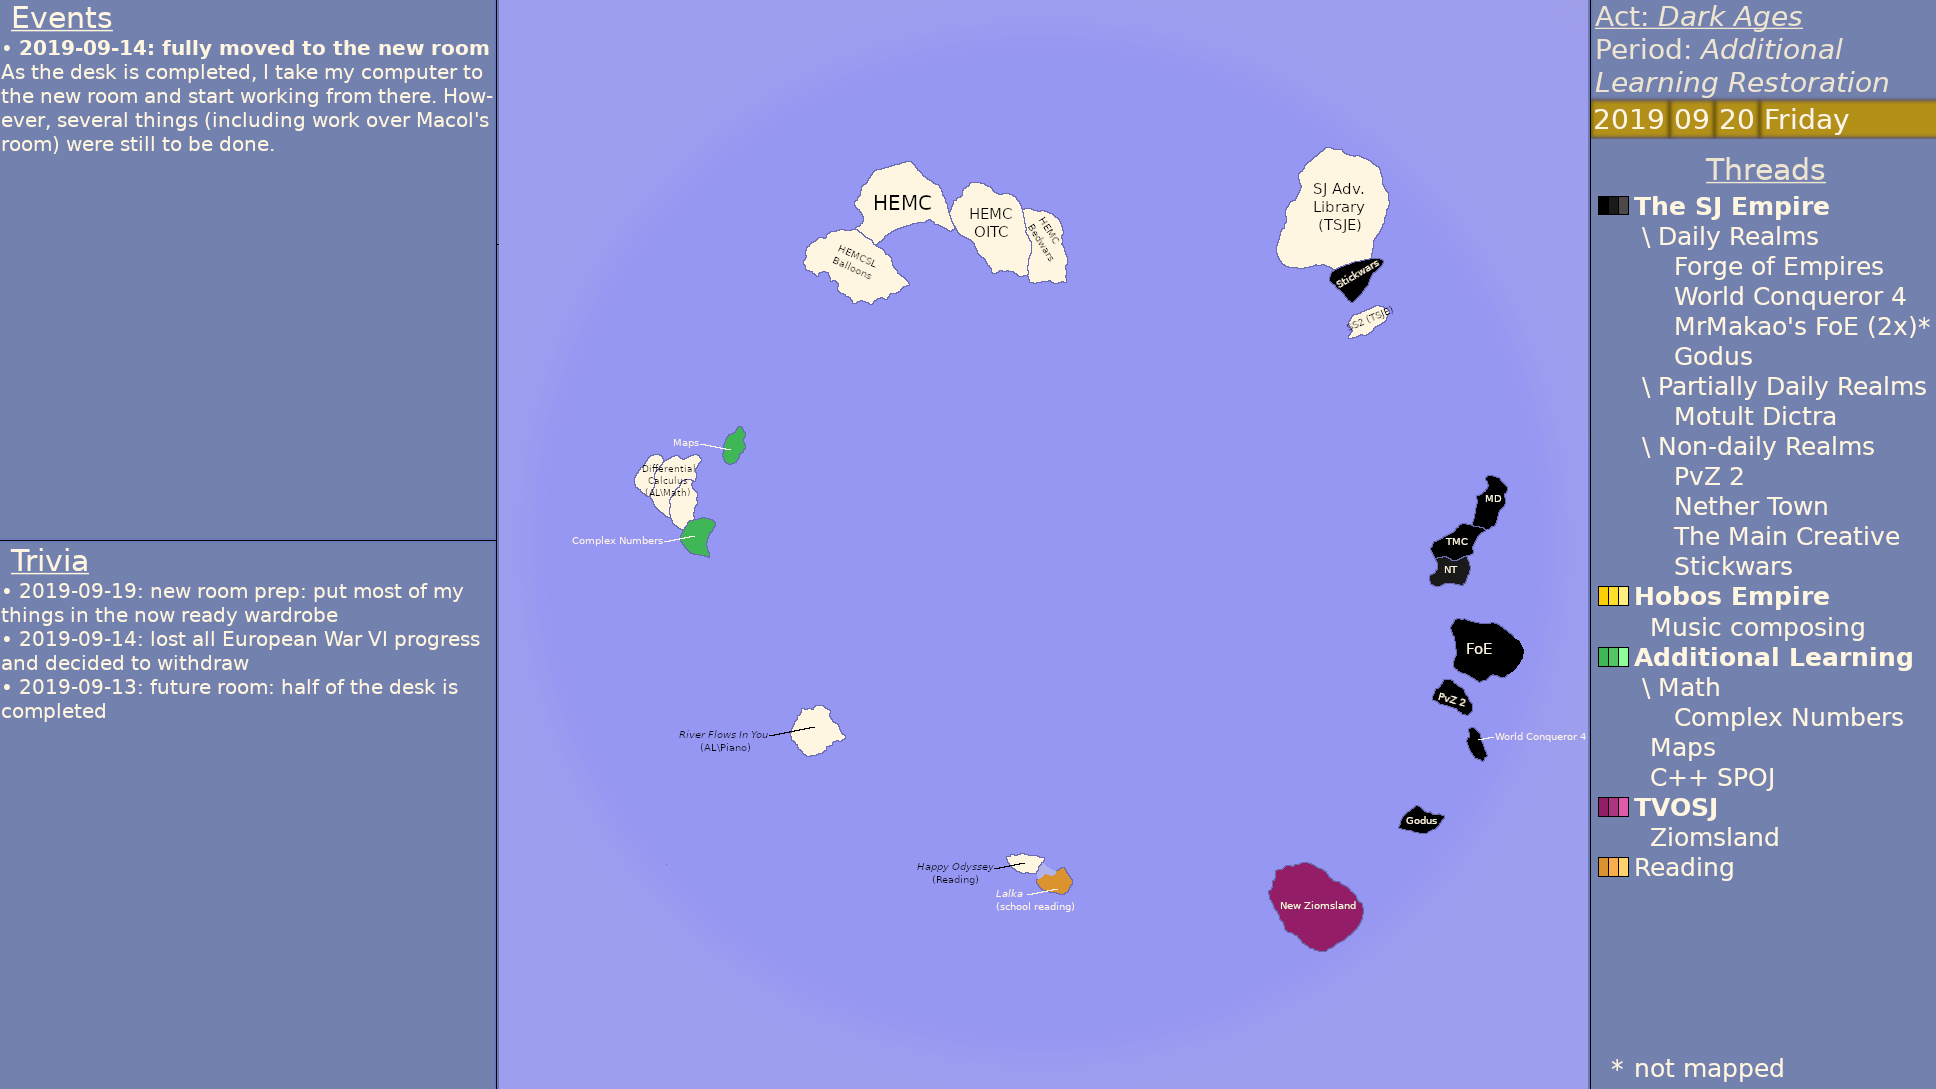 Events
• 2019-09-14: fully moved to the new room
As the desk is completed, I take my computer to
the new room and start working from there. How-
ever, several things (including work over Macol's
room) were still to be done.
Trivia
• 2019-09-19: new room prep: put most of my
things in the now ready wardrobe
• 2019-09-14: lost all European War VI progress
and decided to withdraw
• 2019-09-13: future room: half of the desk is
completed
HEMC
HEMCSL
Balloons
HEMC
OITC
HEMC
Bedwars
SJ Adv.
Library
(TSJE)
Stickwars
S2 (TSJE)
Maps
Differential
Calculus
(AL\Math)
Complex Numbers
MD
TMC
NT
FoE
PvZ 2
World Conqueror 4
River Flows In You
(AL\Piano)
Godus
Happy Odyssey
(Reading)
Lalka
(school reading)
New Ziomsland
Act: Dark Ages
Period: Additional
Learning Restoration
2019 09 20 Friday
Threads
The SJ Empire
\ Daily Realms
Forge of Empires
World Conqueror 4
MrMakao's FoE (2x)*
Godus
\ Partially Daily Realms
Motult Dictra
\ Non-daily Realms
PvZ 2
Nether Town
The Main Creative
Stickwars
Hobos Empire
Music composing
Additional Learning
\ Math
Complex Numbers
Maps
C++ SPOJ
TVOSJ
Ziomsland
Reading
* not mapped